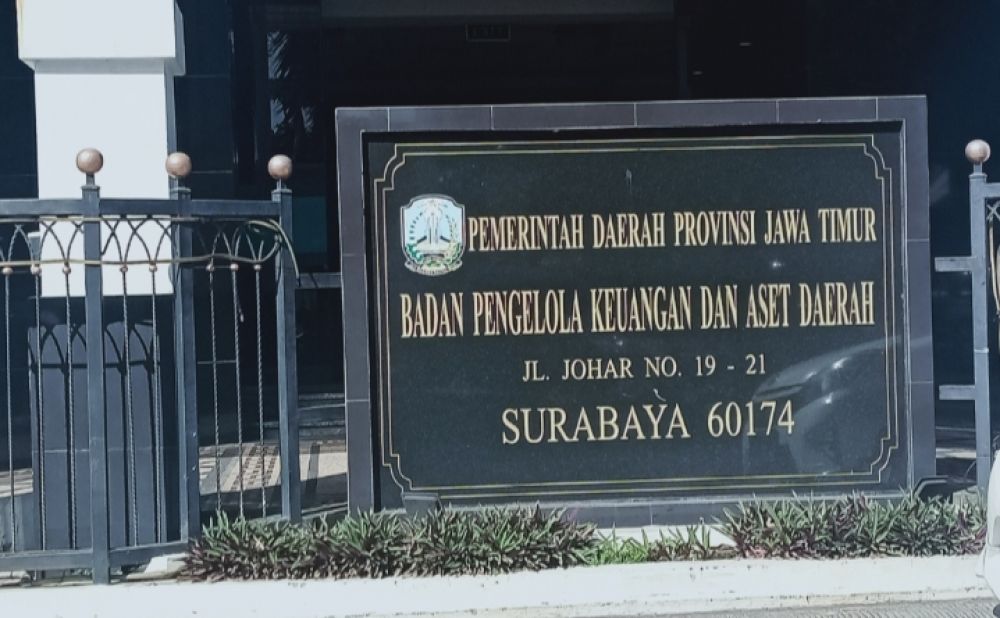 PEMERINTAH DAERAH PROVINSI JAWA TIMUR
BADAN PENGELOLA KEUANGAN DAN ASET DAERAH
JL. JOHAR NO. 19 - 21
SURABAYA 60174